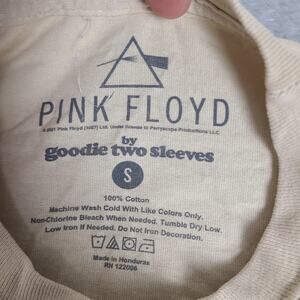 PINK FLOYD
© 2021 Pink Floyd (1987) Ltd. Under license to Perryscope Productions LLC
by
goodie two sleeves
S
100% Cotton
Machine Wash Cold With Like Colors Only.
Non-Chlorine Bleach When Needed. Tumble Dry Low.
Low Iron If Needed. Do Not Iron Decoration.
Made in Honduras
RN 122006